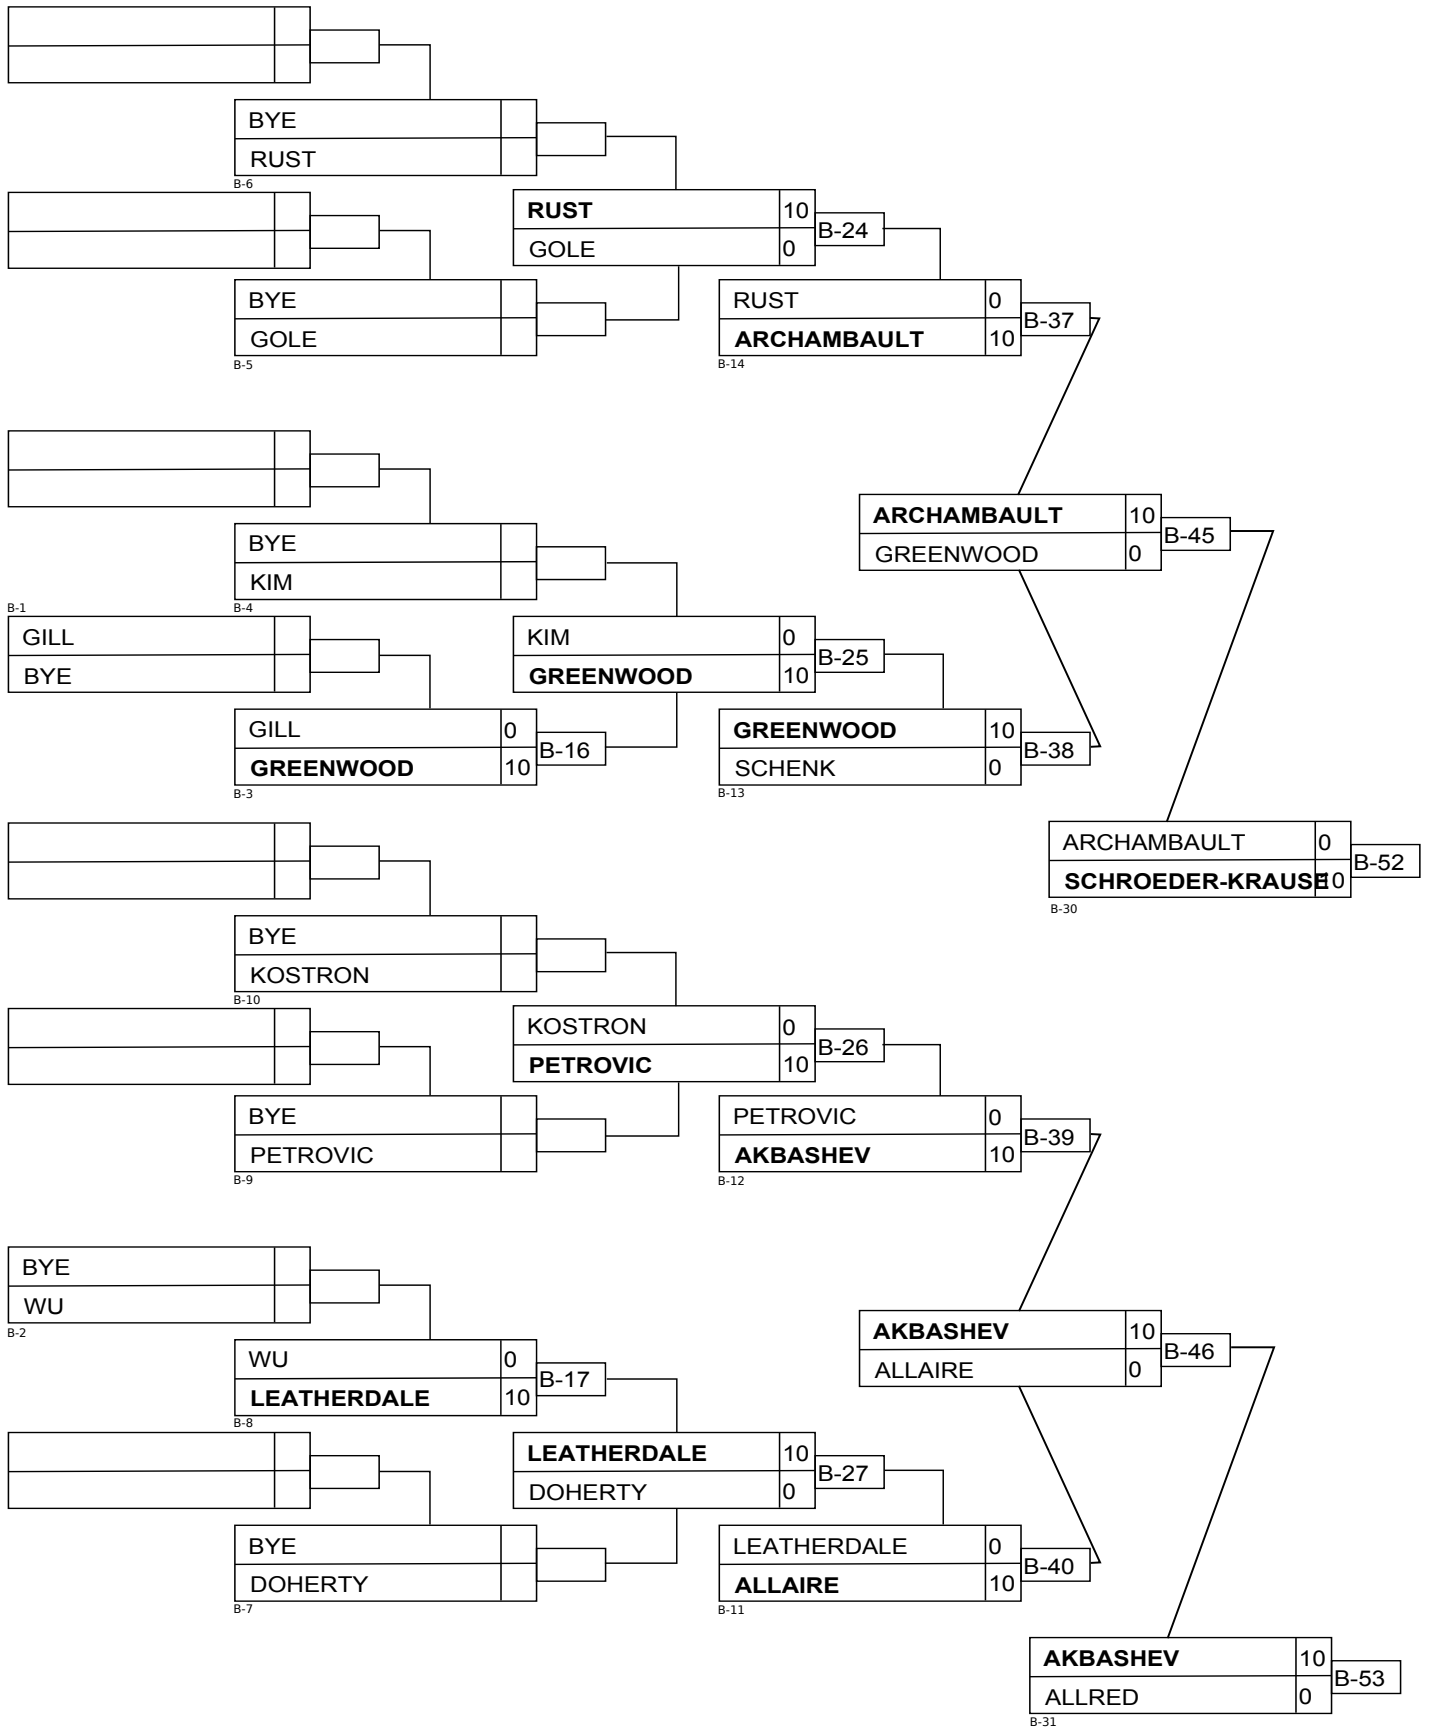 BYE
RUST
B-6
RUST 10
GOLE 0
B-24
BYE
GOLE
B-5
RUST 0
ARCHAMBAULT 10
B-37
B-14
ARCHAMBAULT 10
GREENWOOD 0
B-45
BYE
KIM
B-1
B-4
GILL
BYE
KIM 0
GREENWOOD 10
B-25
GILL 0
GREENWOOD 10
B-16
B-3
GREENWOOD 10
SCHENK 0
B-38
B-13
ARCHAMBAULT 0
SCHROEDER-KRAUSE 10
B-52
B-30
BYE
KOSTRON
B-10
KOSTRON 0
PETROVIC 10
B-26
BYE
PETROVIC
B-9
PETROVIC 0
AKBASHEV 10
B-39
B-12
BYE
WU
B-2
AKBASHEV 10
ALLAIRE 0
B-46
WU 0
LEATHERDALE 10
B-17
B-8
LEATHERDALE 10
DOHERTY 0
B-27
BYE
DOHERTY
B-7
LEATHERDALE 0
ALLAIRE 10
B-40
B-11
AKBASHEV 10
ALLRED 0
B-53
B-31